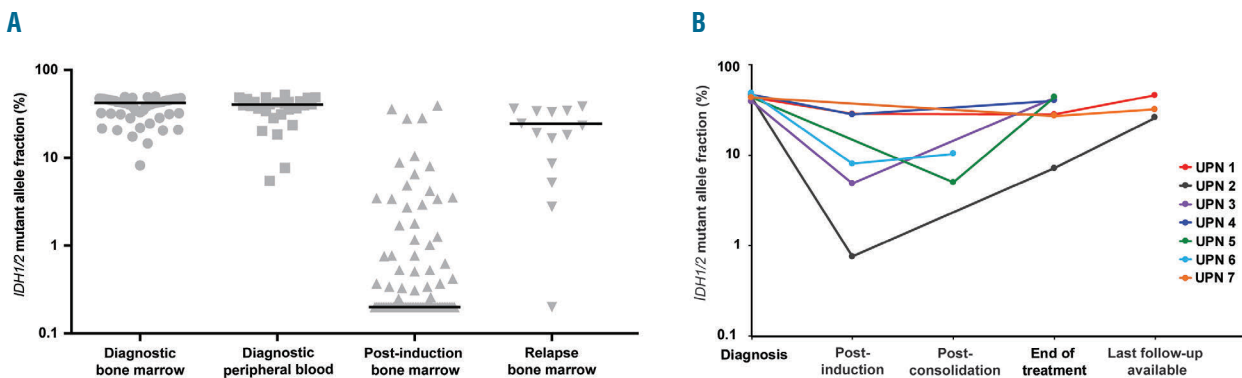 A
IDH1/2 mutant allele fraction (%)
100
10
1
0.1
Diagnostic
bone marrow
Diagnostic
peripheral blood
Post-induction
bone marrow
Relapse
bone marrow
B
IDH1/2 mutant allele fraction (%)
100
10
1
0.1
Diagnosis
Post-
induction
Post-
consolidation
End of
treatment
Last follow-up
available
UPN 1
UPN 2
UPN 3
UPN 4
UPN 5
UPN 6
UPN 7